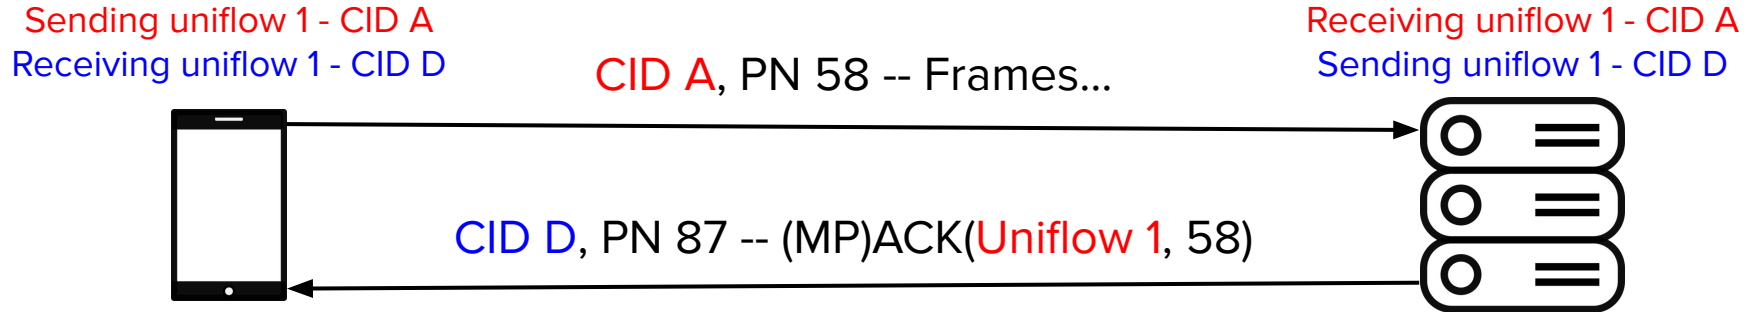 Sending uniflow 1 - CID A
Receiving uniflow 1 - CID D
Receiving uniflow 1 - CID A
Sending uniflow 1 - CID D
CID A, PN 58 -- Frames...
CID D, PN 87 -- (MP)ACK(Uniflow 1, 58)